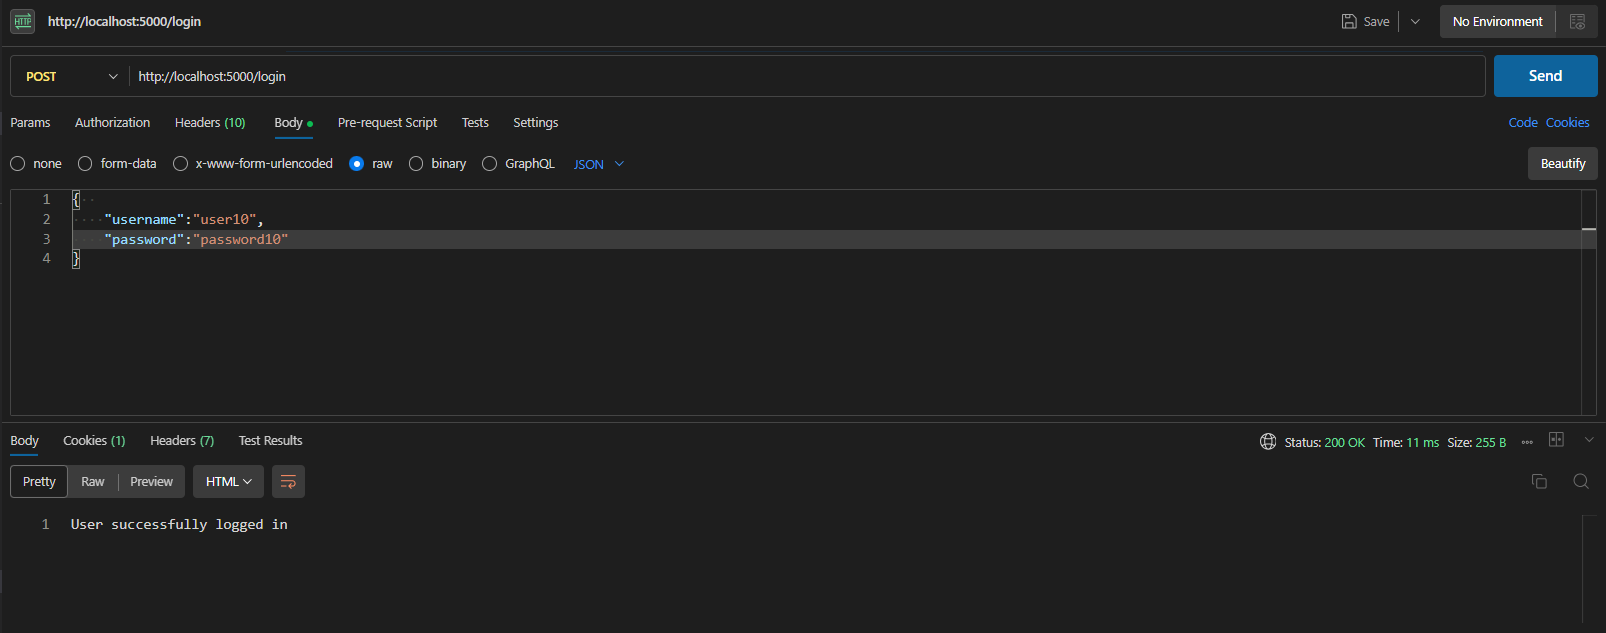 HTTP http://localhost:5000/login Save No Environment
POST http://localhost:5000/login Send
Params Authorization Headers (10) Body Pre-request Script Tests Settings Code Cookies
none form-data x-www-form-urlencoded raw binary GraphQL JSON Beautify
1 {
2 "username":"user10",
3 "password":"password10"
4 }
Body Cookies (1) Headers (7) Test Results Status: 200 OK Time: 11 ms Size: 255 B
Pretty Raw Preview HTML
1 User successfully logged in